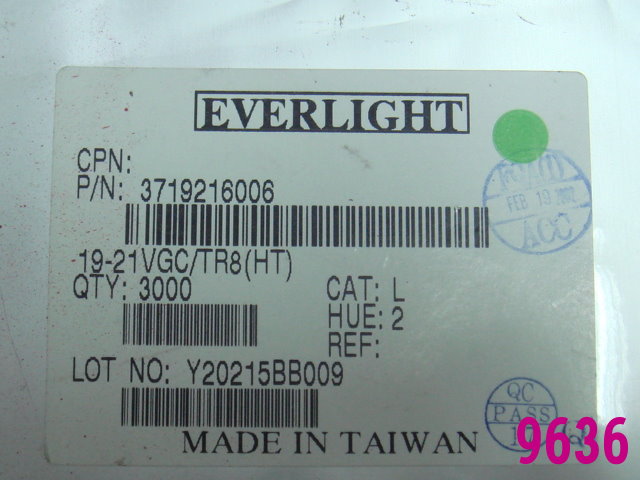 EVERLIGHT
CPN:
P/N: 3719216006
19-21VGC/TR8(HT)
QTY: 3000
CAT: L
HUE: 2
REF:
LOT NO: Y20215BB009
MADE IN TAIWAN
FEB 19 2002
ACC
QC
PASS
9636